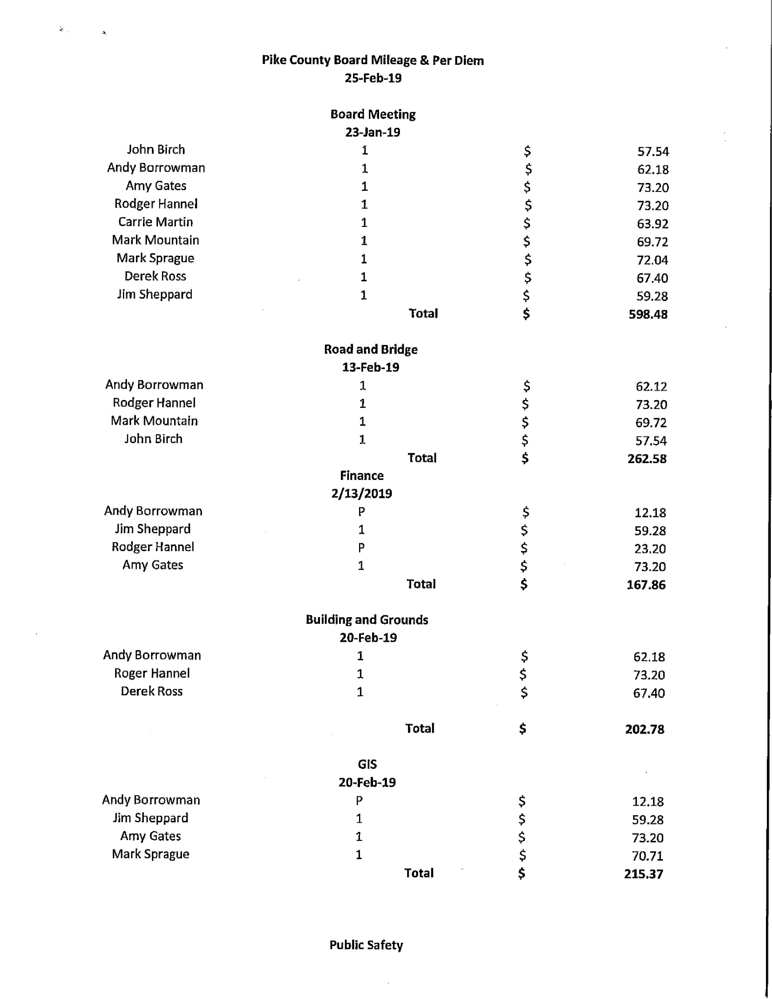 Pike County Board Mileage & Per Diem
25-Feb-19
Board Meeting
23-Jan-19
John Birch 1 $ 57.54
Andy Borrowman 1 $ 62.18
Amy Gates 1 $ 73.20
Rodger Hannel 1 $ 73.20
Carrie Martin 1 $ 63.92
Mark Mountain 1 $ 69.72
Mark Sprague 1 $ 72.04
Derek Ross 1 $ 67.40
Jim Sheppard 1 $ 59.28
Total $ 598.48
Road and Bridge
13-Feb-19
Andy Borrowman 1 $ 62.12
Rodger Hannel 1 $ 73.20
Mark Mountain 1 $ 69.72
John Birch 1 $ 57.54
Total $ 262.58
Finance
2/13/2019
Andy Borrowman P $ 12.18
Jim Sheppard 1 $ 59.28
Rodger Hannel P $ 23.20
Amy Gates 1 $ 73.20
Total $ 167.86
Building and Grounds
20-Feb-19
Andy Borrowman 1 $ 62.18
Roger Hannel 1 $ 73.20
Derek Ross 1 $ 67.40
Total $ 202.78
GIS
20-Feb-19
Andy Borrowman P $ 12.18
Jim Sheppard 1 $ 59.28
Amy Gates 1 $ 73.20
Mark Sprague 1 $ 70.71
Total $ 215.37
Public Safety